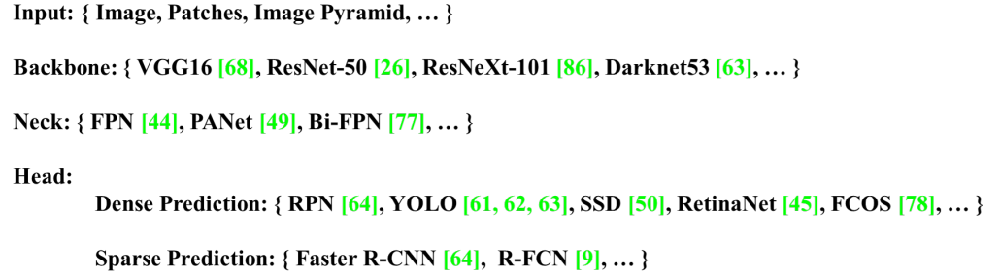 Input: { Image, Patches, Image Pyramid, … }
Backbone: { VGG16 [68], ResNet-50 [26], ResNeXt-101 [86], Darknet53 [63], … }
Neck: { FPN [44], PANet [49], Bi-FPN [77], … }
Head:
Dense Prediction: { RPN [64], YOLO [61, 62, 63], SSD [50], RetinaNet [45], FCOS [78], … }
Sparse Prediction: { Faster R-CNN [64], R-FCN [9], … }